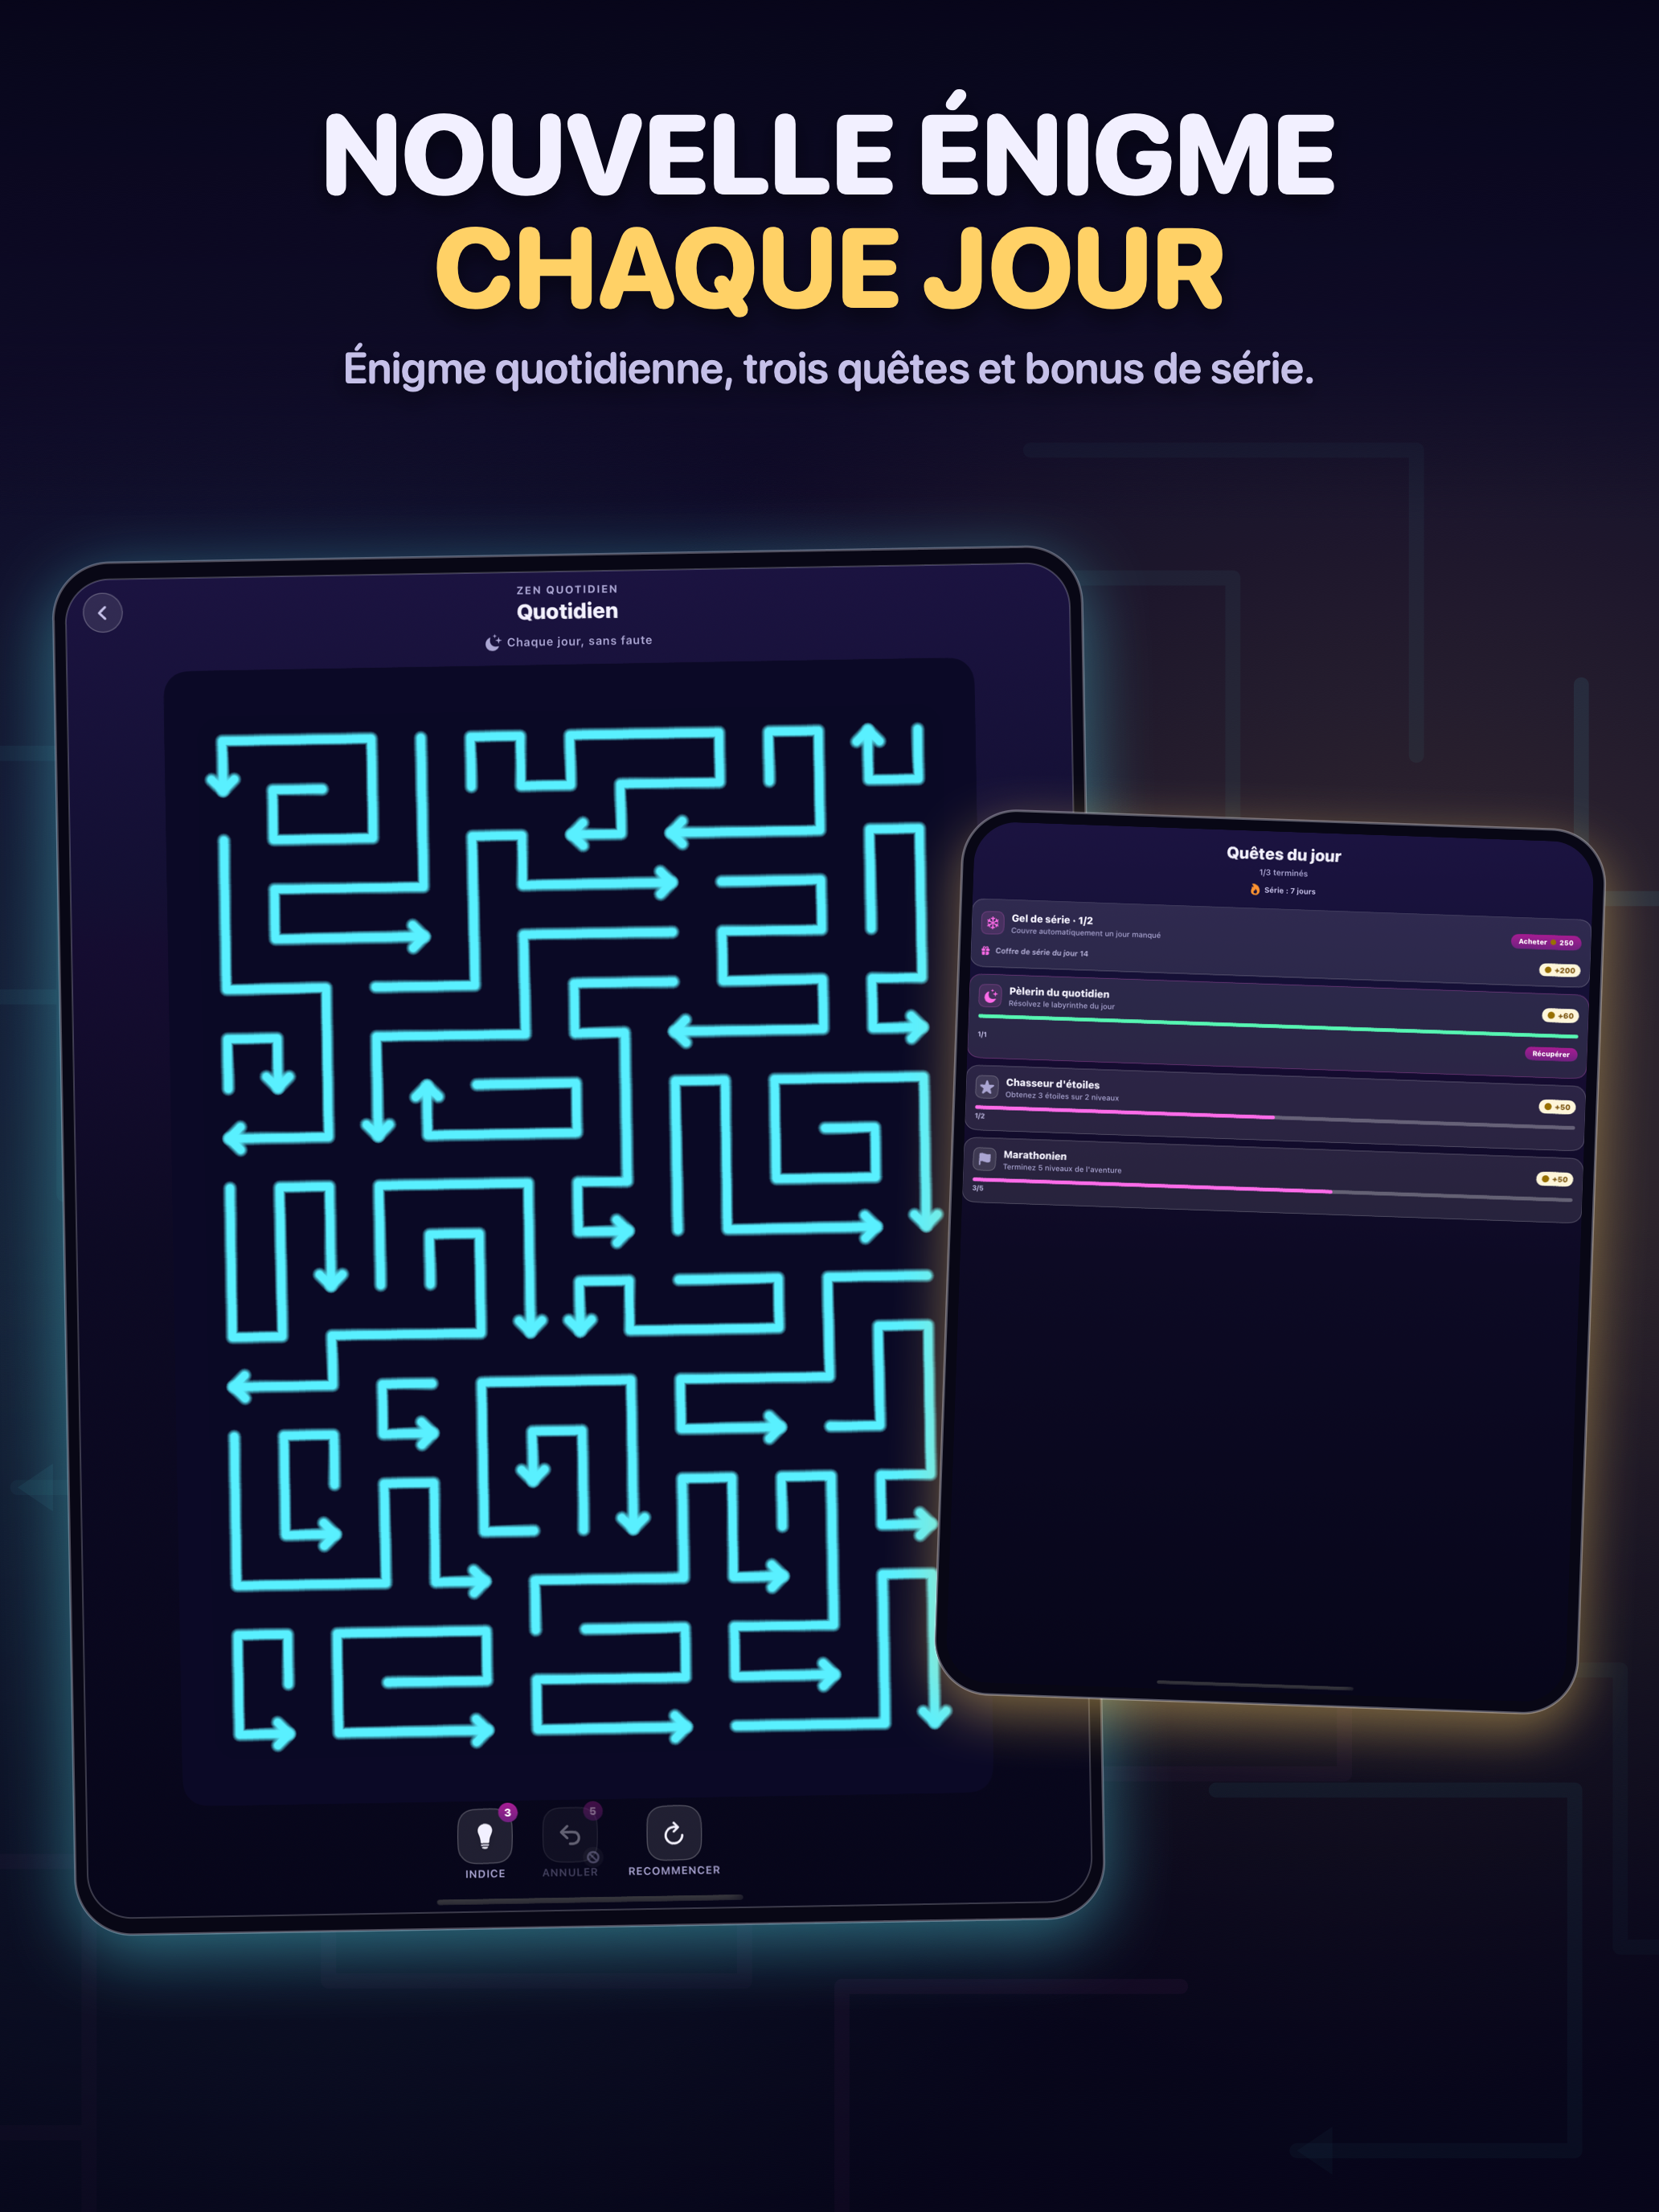 NOUVELLE ÉNIGME
CHAQUE JOUR
Énigme quotidienne, trois quêtes et bonus de série.
ZEN QUOTIDIEN
Quotidien
Chaque jour, sans faute
3
INDICE
5
ANNULER
RECOMMENCER
Quêtes du jour
1/3 terminés
Série : 7 jours
Gel de série · 1/2
Couvre automatiquement un jour manqué
Acheter 250
Coffre de série du jour 14
+200
Pèlerin du quotidien
Résolvez le labyrinthe du jour
+60
1/1
Récupérer
Chasseur d'étoiles
Obtenez 3 étoiles sur 2 niveaux
+50
1/2
Marathonien
Terminez 5 niveaux de l'aventure
+50
3/5